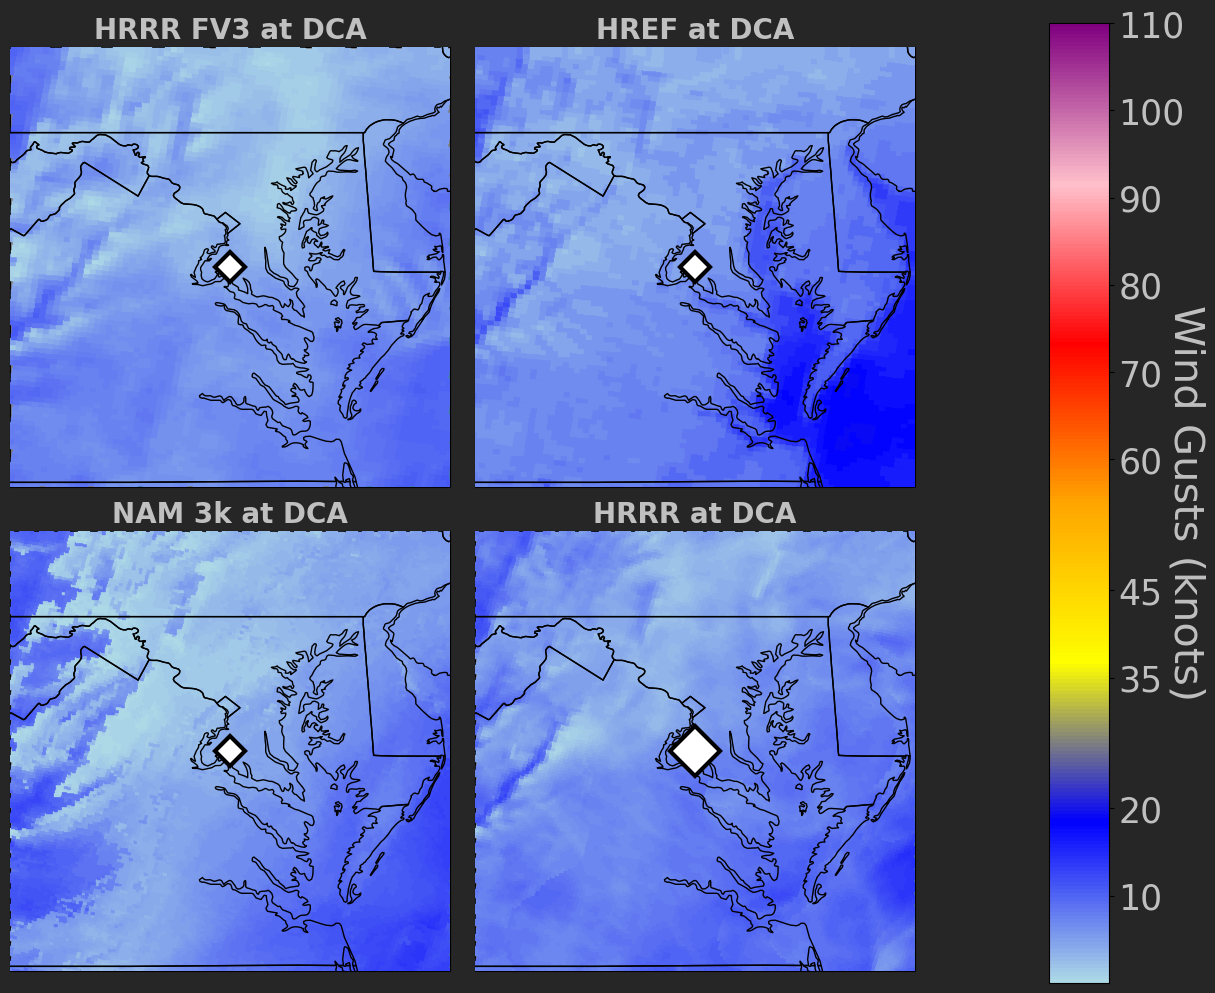 HRRR FV3 at DCA
HREF at DCA
NAM 3k at DCA
HRRR at DCA
110
100
90
80
70
60
45
35
20
10
Wind Gusts (knots)